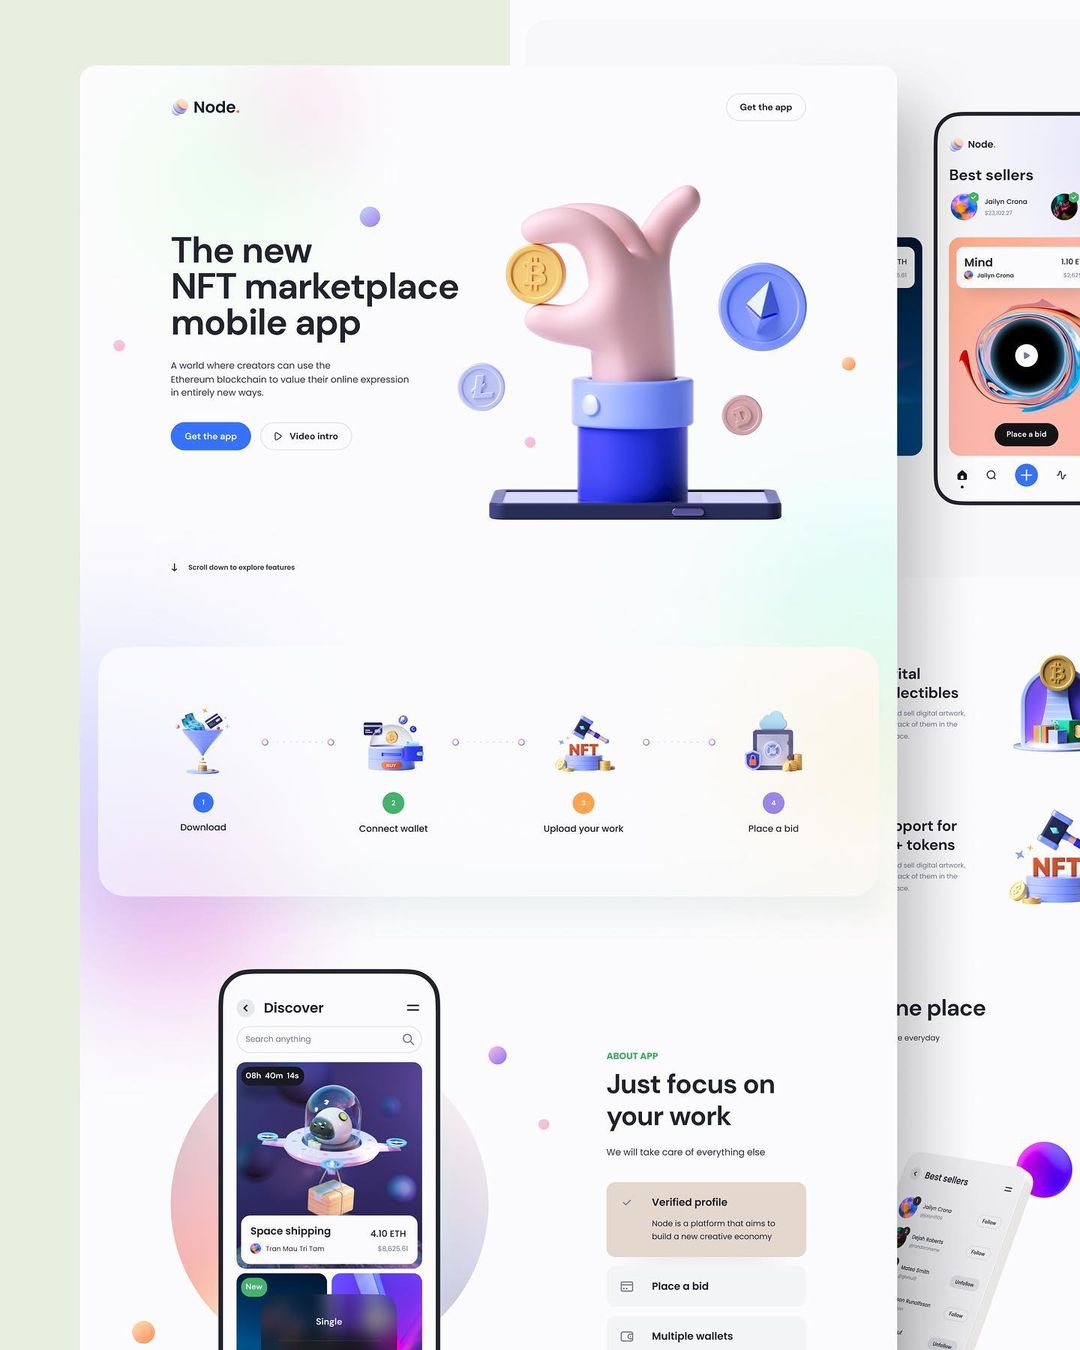 Node.
Get the app
The new
NFT marketplace
mobile app
A world where creators can use the
Ethereum blockchain to value their online expression
in entirely new ways.
Get the app
Video intro
Scroll down to explore features
BUY
NFT
1
2
3
4
Download
Connect wallet
Upload your work
Place a bid
Discover
Search anything
08h 40m 14s
Space shipping
4.10 ETH
Tran Mau Tri Tam
$8,625.61
New
Single
ABOUT APP
Just focus on
your work
We will take care of everything else
Verified profile
Node is a platform that aims to
build a new creative economy
Place a bid
Multiple wallets
Node.
Best sellers
Jailyn Crona
$23,102.27
TH
5.61
Mind
1.10 E
Jailyn Crona
$2,62
Place a bid
ital
lectibles
d sell digital artwork,
ack of them in the
ce.
pport for
+ tokens
d sell digital artwork,
ack of them in the
ce.
NFT
ne place
e everyday
Best sellers
Jailyn Crona
Follow
Dejah Roberts
Follow
Mateo Smith
Unfollow
son Runolfsson
Follow
uf
Unfollow